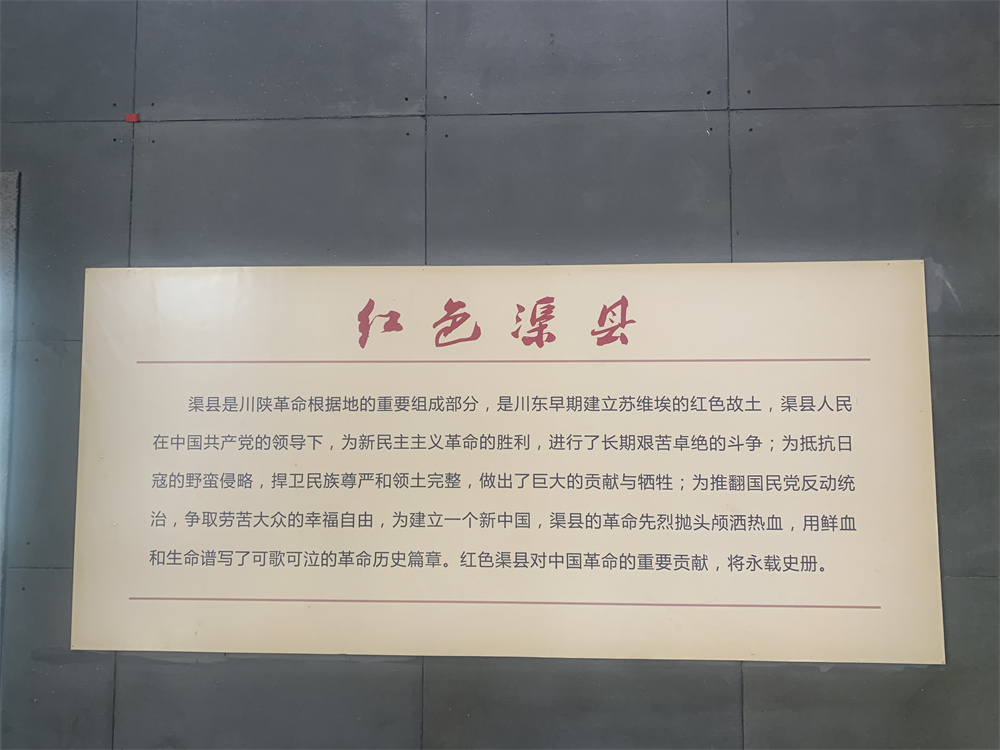 红色渠县
渠县是川陕革命根据地的重要组成部分，是川东早期建立苏维埃的红色故土，渠县人民
在中国共产党的领导下，为新民主主义革命的胜利，进行了长期艰苦卓绝的斗争；为抵抗日
寇的野蛮侵略，捍卫民族尊严和领土完整，做出了巨大的贡献与牺牲；为推翻国民党反动统
治，争取劳苦大众的幸福自由，为建立一个新中国，渠县的革命先烈抛头颅洒热血，用鲜血
和生命谱写了可歌可泣的革命历史篇章。红色渠县对中国革命的重要贡献，将永载史册。